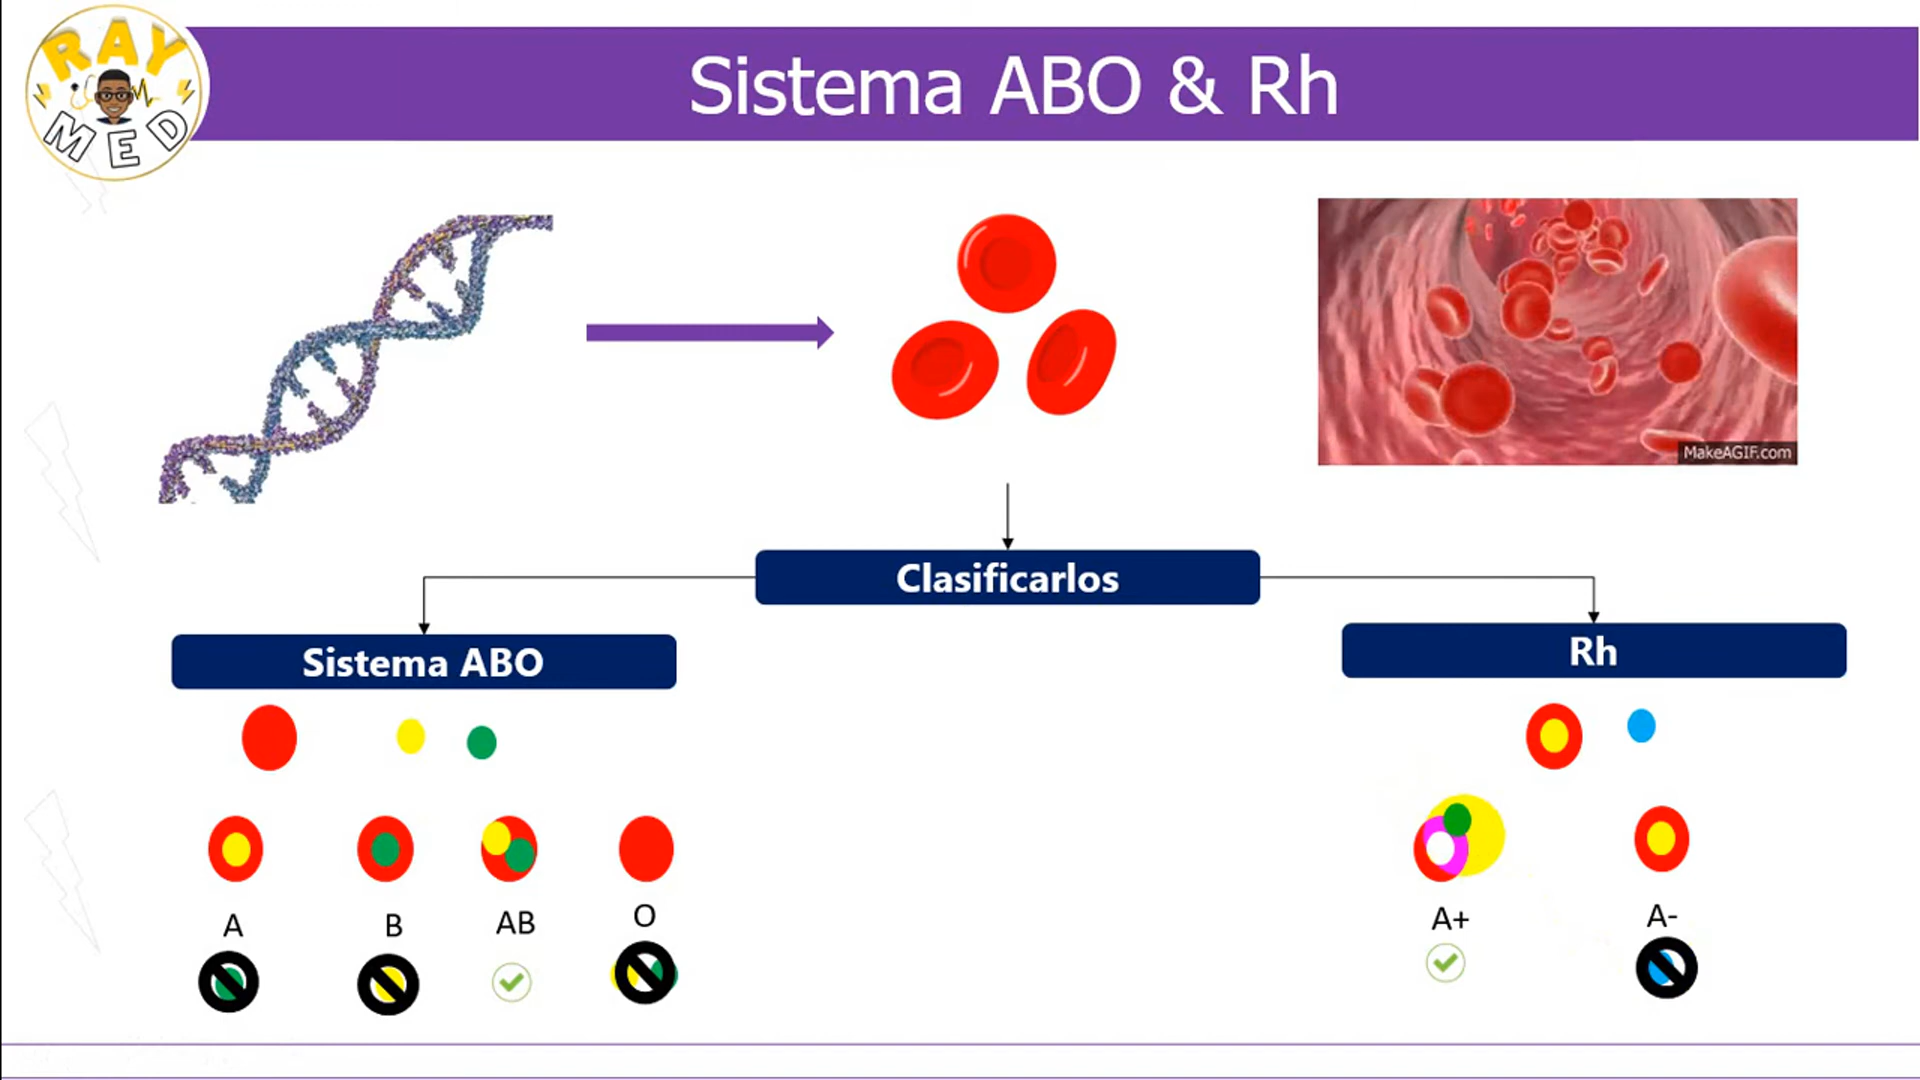 RAY
MED
Sistema ABO & Rh
MakeAGIF.com
Clasificarlos
Sistema ABO
Rh
A
B
AB
O
A+
A-